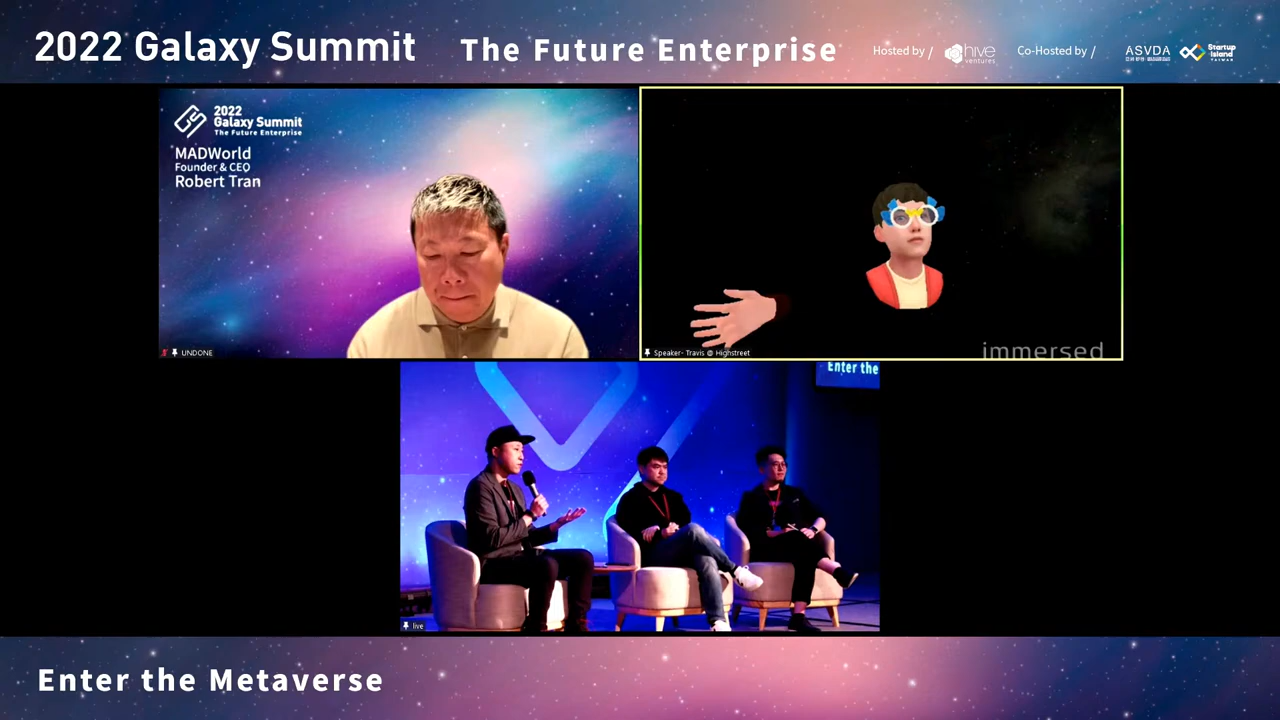 2022 Galaxy Summit
The Future Enterprise
Hosted by /
hive
ventures
Co-Hosted by /
ASVDA
Startup
Island
TAIWAN
2022
Galaxy Summit
The Future Enterprise
MADWorld
Founder & CEO
Robert Tran
UNDONE
Speaker- Travis @ Highstreet
immersed
Enter the
live
Enter the Metaverse